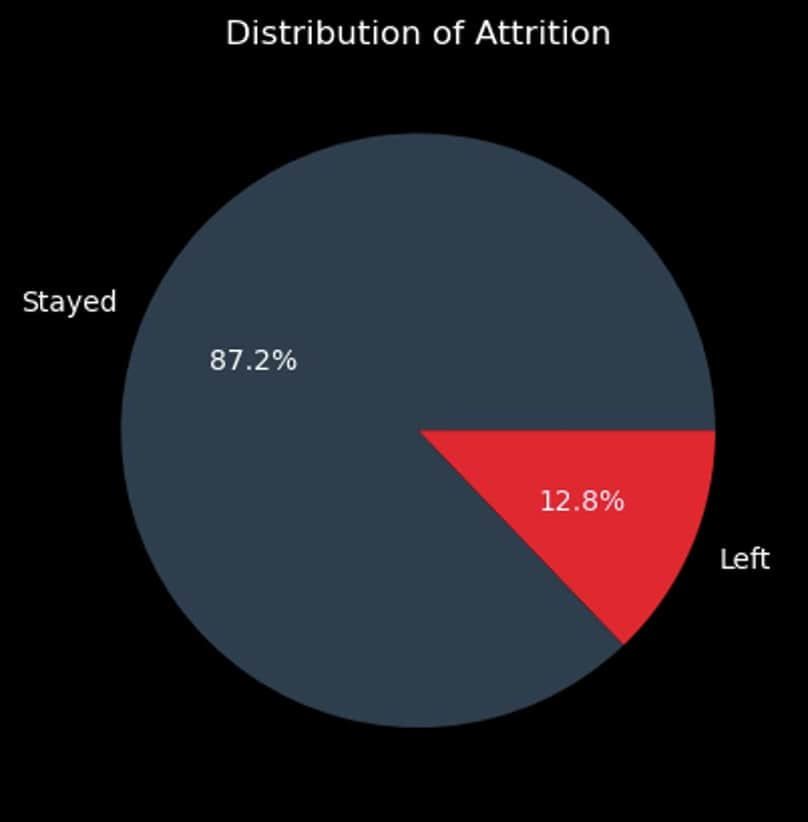 Distribution of Attrition
Stayed
87.2%
12.8%
Left